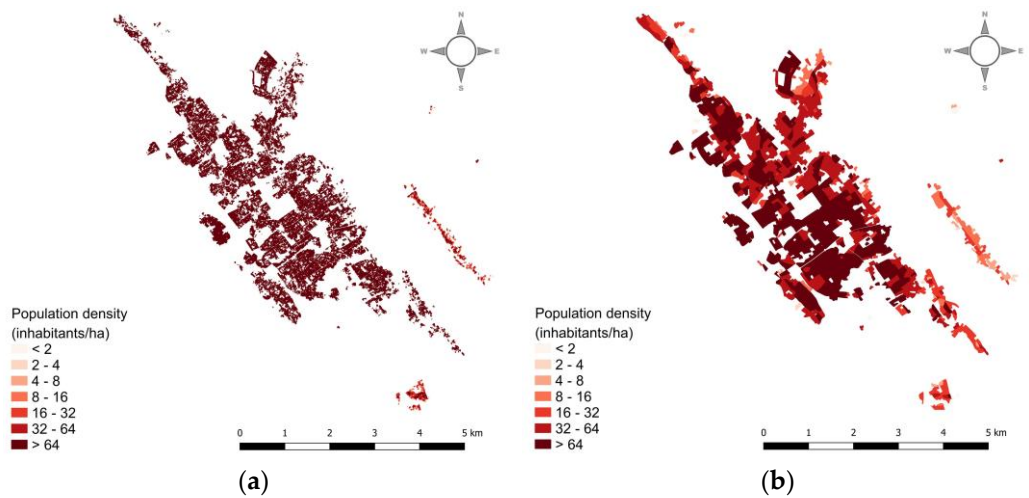 N
W E
S
Population density
(inhabitants/ha)
< 2
2 - 4
4 - 8
8 - 16
16 - 32
32 - 64
> 64
0 1 2 3 4 5 km
(a)
N
W E
S
Population density
(inhabitants/ha)
< 2
2 - 4
4 - 8
8 - 16
16 - 32
32 - 64
> 64
0 1 2 3 4 5 km
(b)